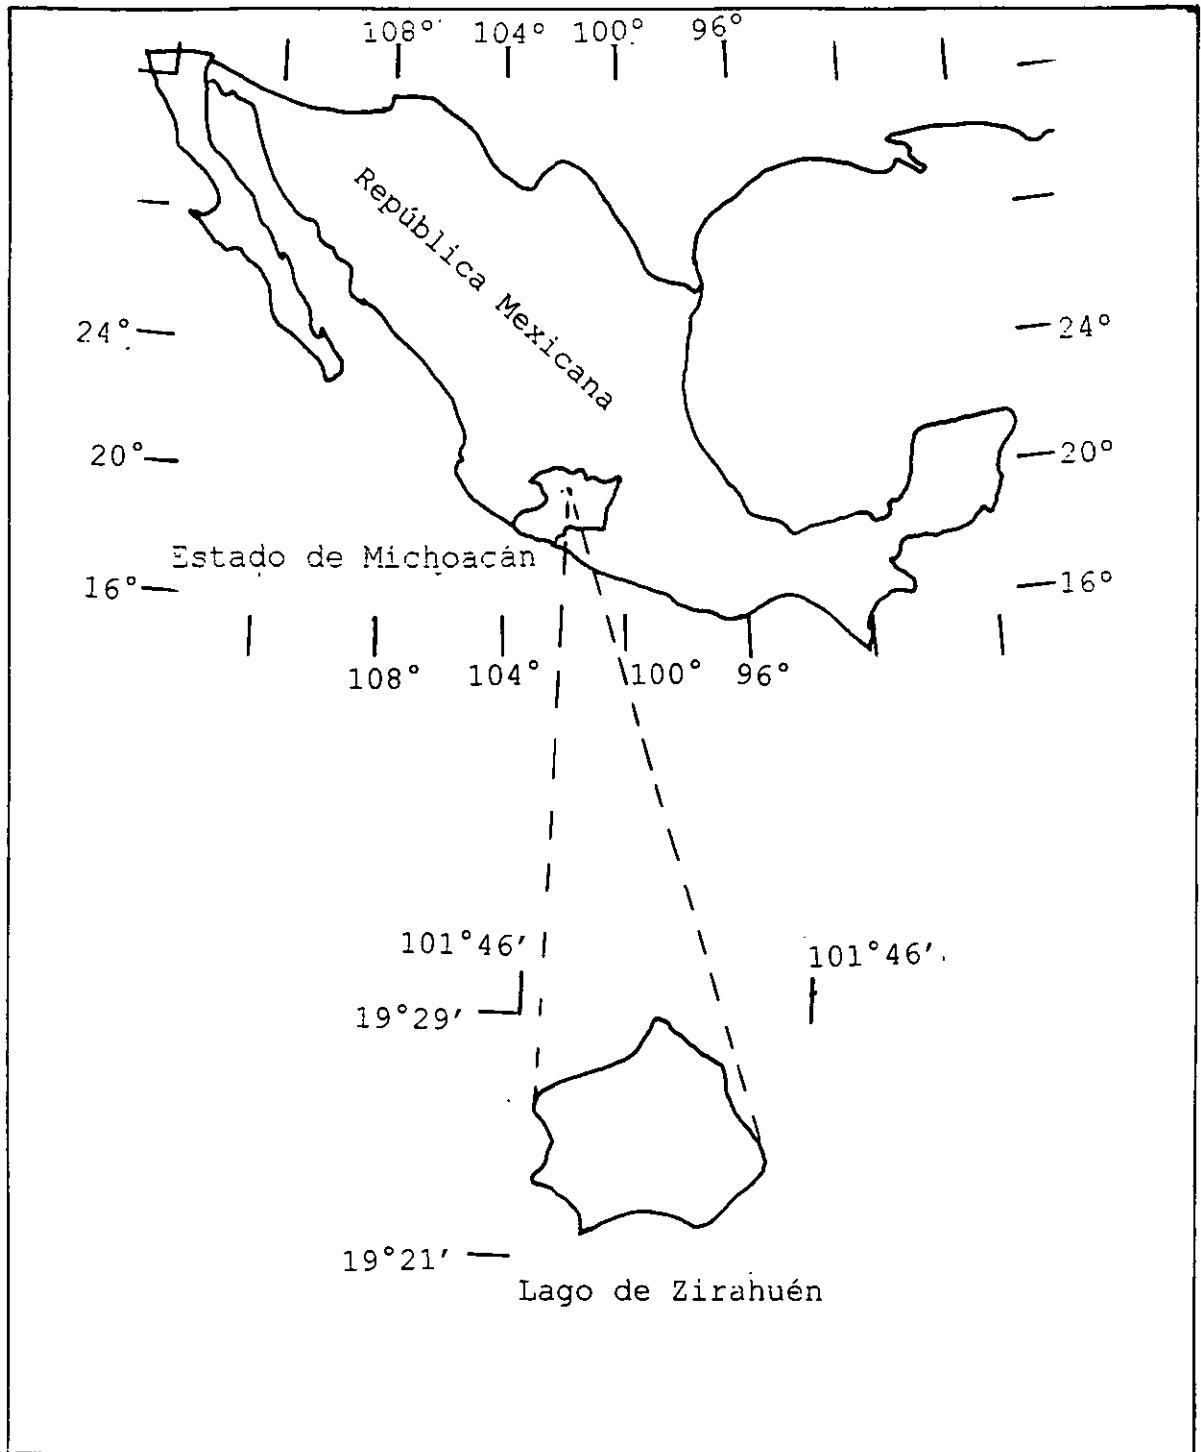 108° 104° 100° 96°
República Mexicana
24° 24°
20° 20°
Estado de Michoacán
16° 16°
108° 104° 100° 96°
101°46′ 101°46′
19°29′
19°21′
Lago de Zirahuén